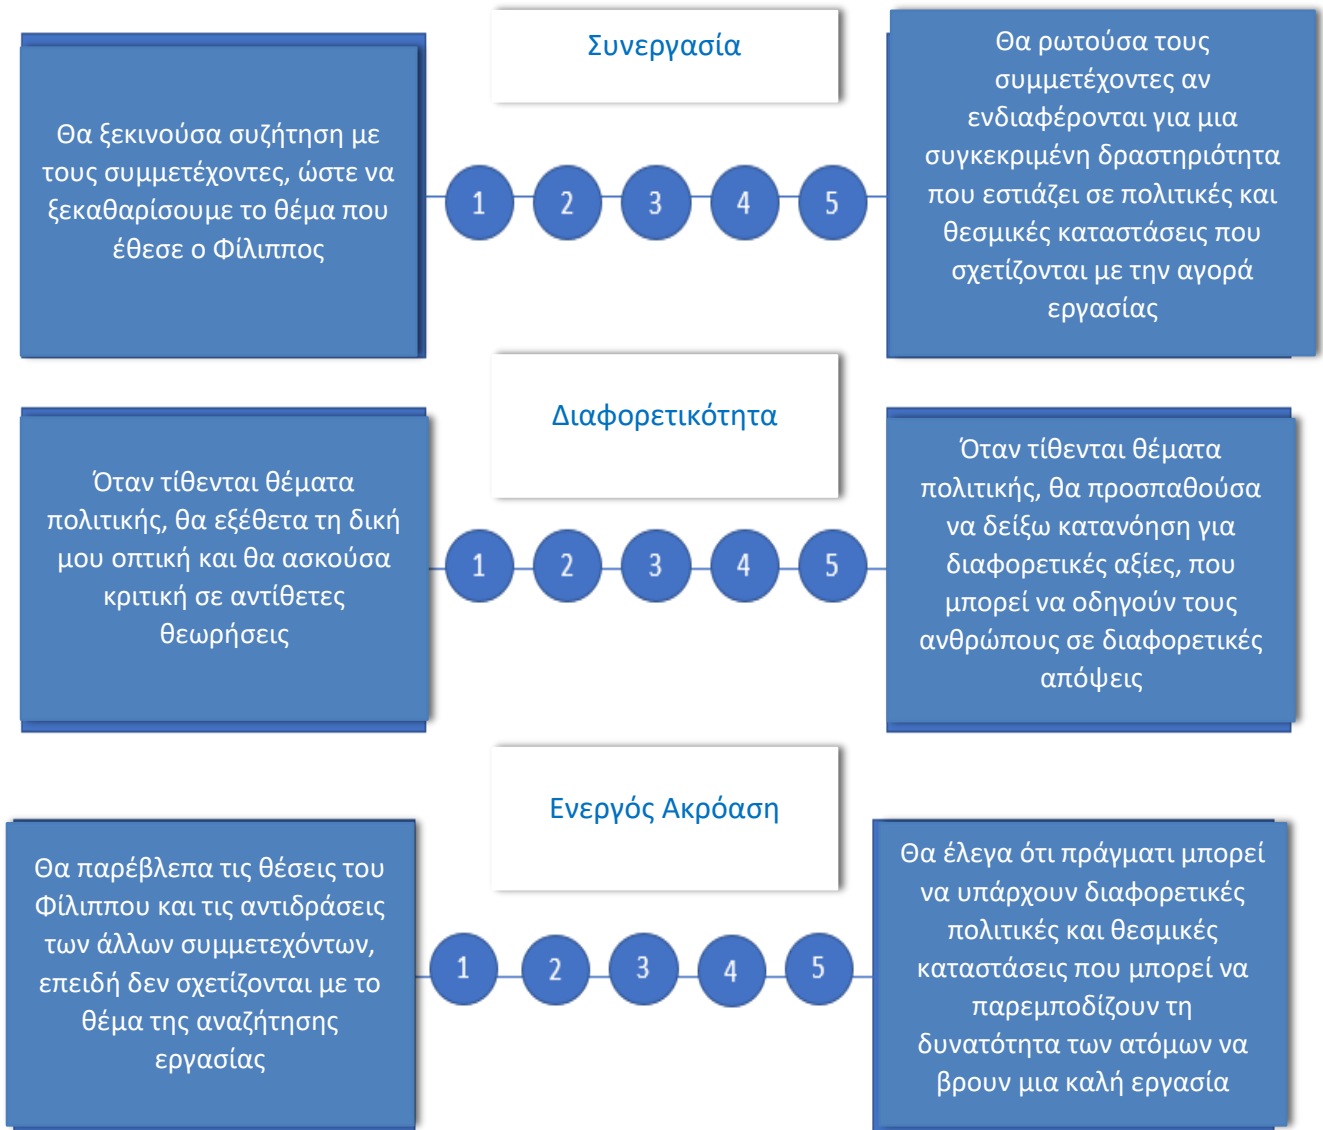 Συνεργασία
Θα ξεκινούσα συζήτηση με
τους συμμετέχοντες, ώστε να
ξεκαθαρίσουμε το θέμα που
έθεσε ο Φίλιππος
1 2 3 4 5
Θα ρωτούσα τους
συμμετέχοντες αν
ενδιαφέρονται για μια
συγκεκριμένη δραστηριότητα
που εστιάζει σε πολιτικές και
θεσμικές καταστάσεις που
σχετίζονται με την αγορά
εργασίας
Διαφορετικότητα
Όταν τίθενται θέματα
πολιτικής, θα εξέθετα τη δική
μου οπτική και θα ασκούσα
κριτική σε αντίθετες
θεωρήσεις
1 2 3 4 5
Όταν τίθενται θέματα
πολιτικής, θα προσπαθούσα
να δείξω κατανόηση για
διαφορετικές αξίες, που
μπορεί να οδηγούν τους
ανθρώπους σε διαφορετικές
απόψεις
Ενεργός Ακρόαση
Θα παρέβλεπα τις θέσεις του
Φίλιππου και τις αντιδράσεις
των άλλων συμμετεχόντων,
επειδή δεν σχετίζονται με το
θέμα της αναζήτησης
εργασίας
1 2 3 4 5
Θα έλεγα ότι πράγματι μπορεί
να υπάρχουν διαφορετικές
πολιτικές και θεσμικές
καταστάσεις που μπορεί να
παρεμποδίζουν τη
δυνατότητα των ατόμων να
βρουν μια καλή εργασία